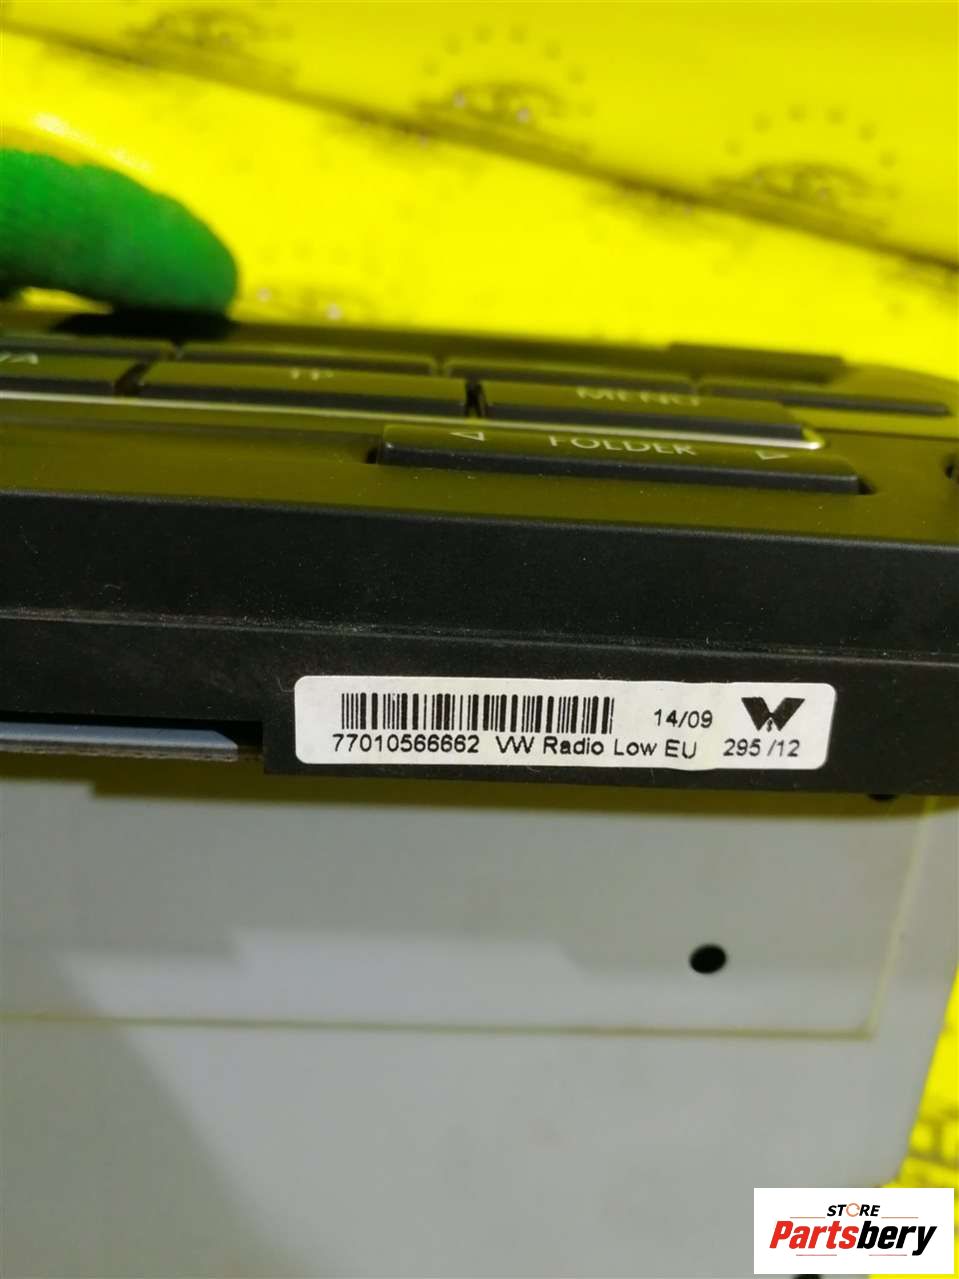 TP
MENU
FOLDER
14/09
77010566662 VW Radio Low EU 295/12
STORE
Partsbery